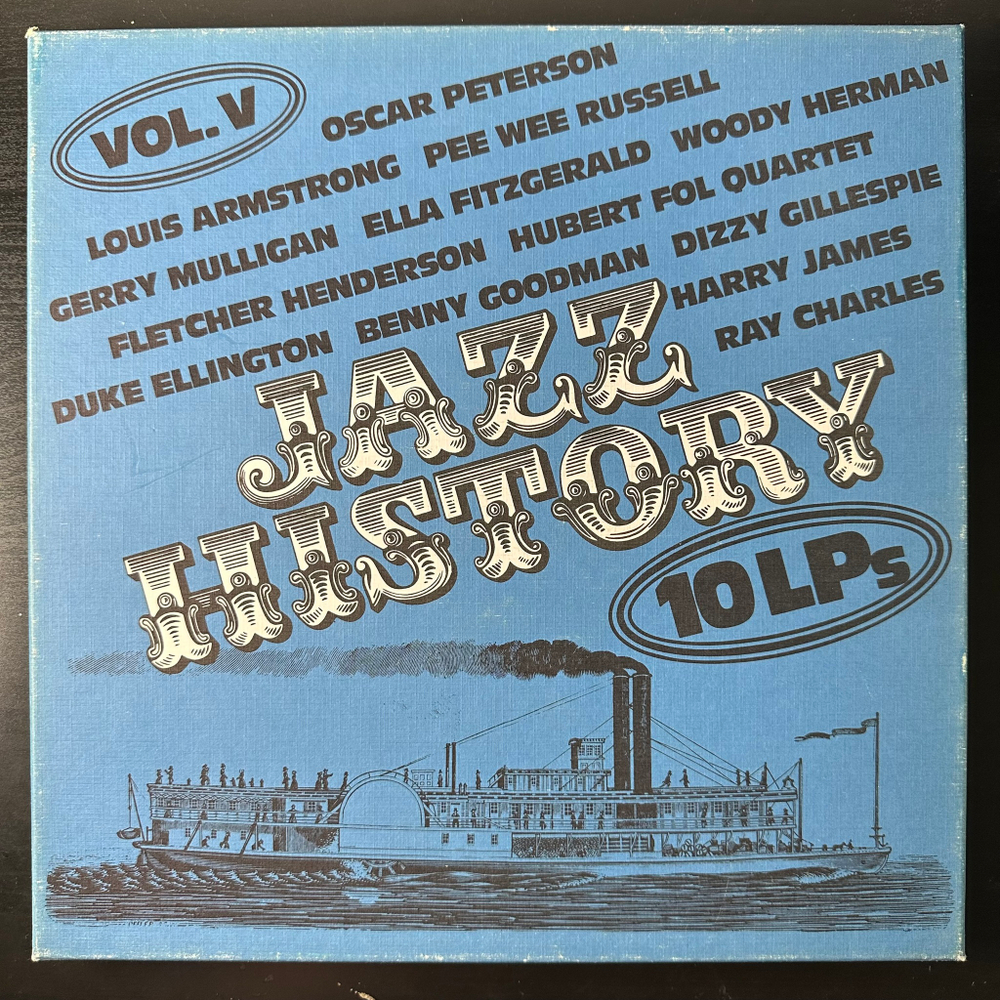 VOL. V
OSCAR PETERSON
LOUIS ARMSTRONG PEE WEE RUSSELL
GERRY MULLIGAN ELLA FITZGERALD WOODY HERMAN
FLETCHER HENDERSON HUBERT FOL QUARTET
DUKE ELLINGTON BENNY GOODMAN DIZZY GILLESPIE
HARRY JAMES
RAY CHARLES
JAZZ
HISTORY
10 LPs